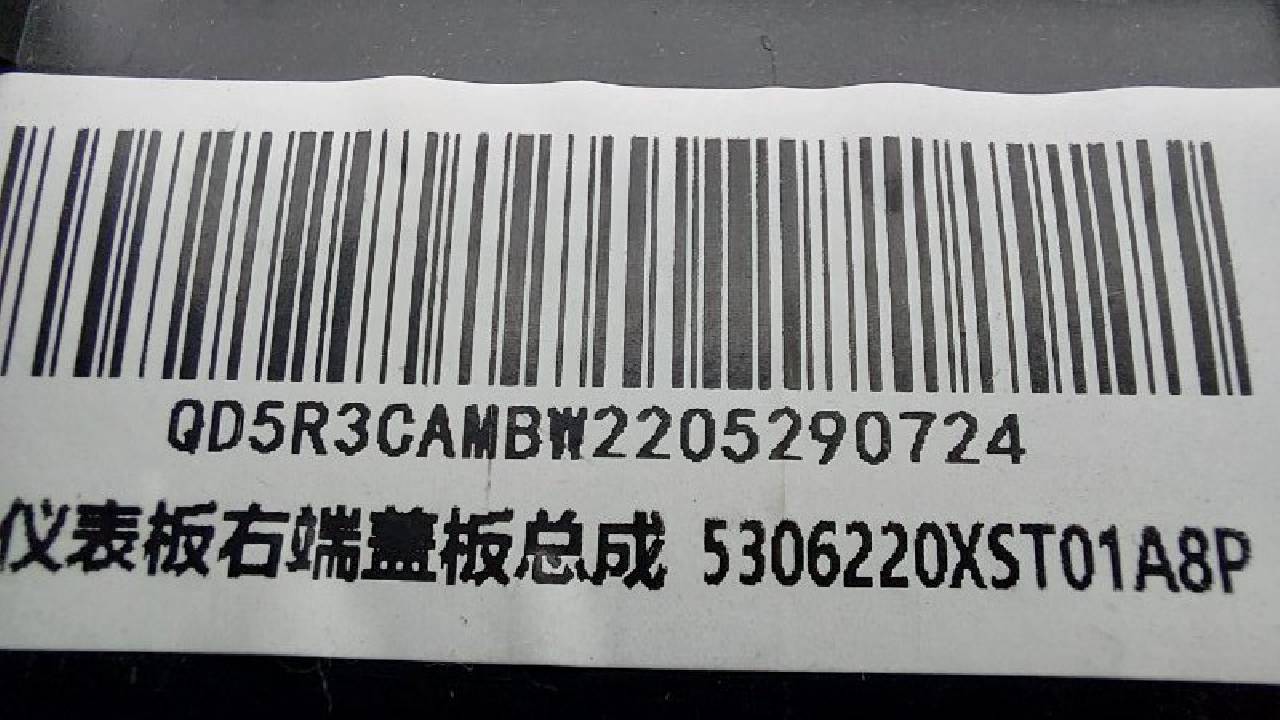 QD5R3CAMBW2205290724
仪表板右端盖板总成 5306220XST01A8P